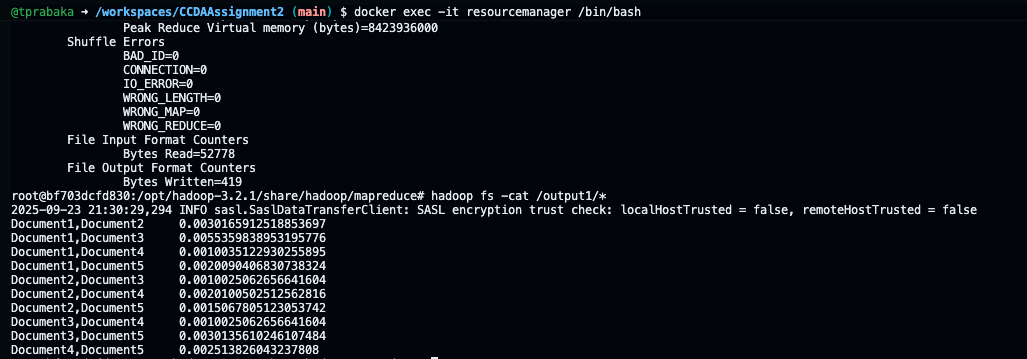 @tprabaka → /workspaces/CCDAAssignment2 (main) $ docker exec -it resourcemanager /bin/bash
Peak Reduce Virtual memory (bytes)=8423936000
Shuffle Errors
BAD_ID=0
CONNECTION=0
IO_ERROR=0
WRONG_LENGTH=0
WRONG_MAP=0
WRONG_REDUCE=0
File Input Format Counters
Bytes Read=52778
File Output Format Counters
Bytes Written=419
root@bf703dcfd830:/opt/hadoop-3.2.1/share/hadoop/mapreduce# hadoop fs -cat /output1/*
2025-09-23 21:30:29,294 INFO sasl.SaslDataTransferClient: SASL encryption trust check: localHostTrusted = false, remoteHostTrusted = false
Document1,Document2 0.0030165912518853697
Document1,Document3 0.0055359838953195776
Document1,Document4 0.0010035122930255895
Document1,Document5 0.0020090406830738324
Document2,Document3 0.0010025062656641604
Document2,Document4 0.0020100502512562816
Document2,Document5 0.0015067805123053742
Document3,Document4 0.0010025062656641604
Document3,Document5 0.0030135610246107484
Document4,Document5 0.002513826043237808